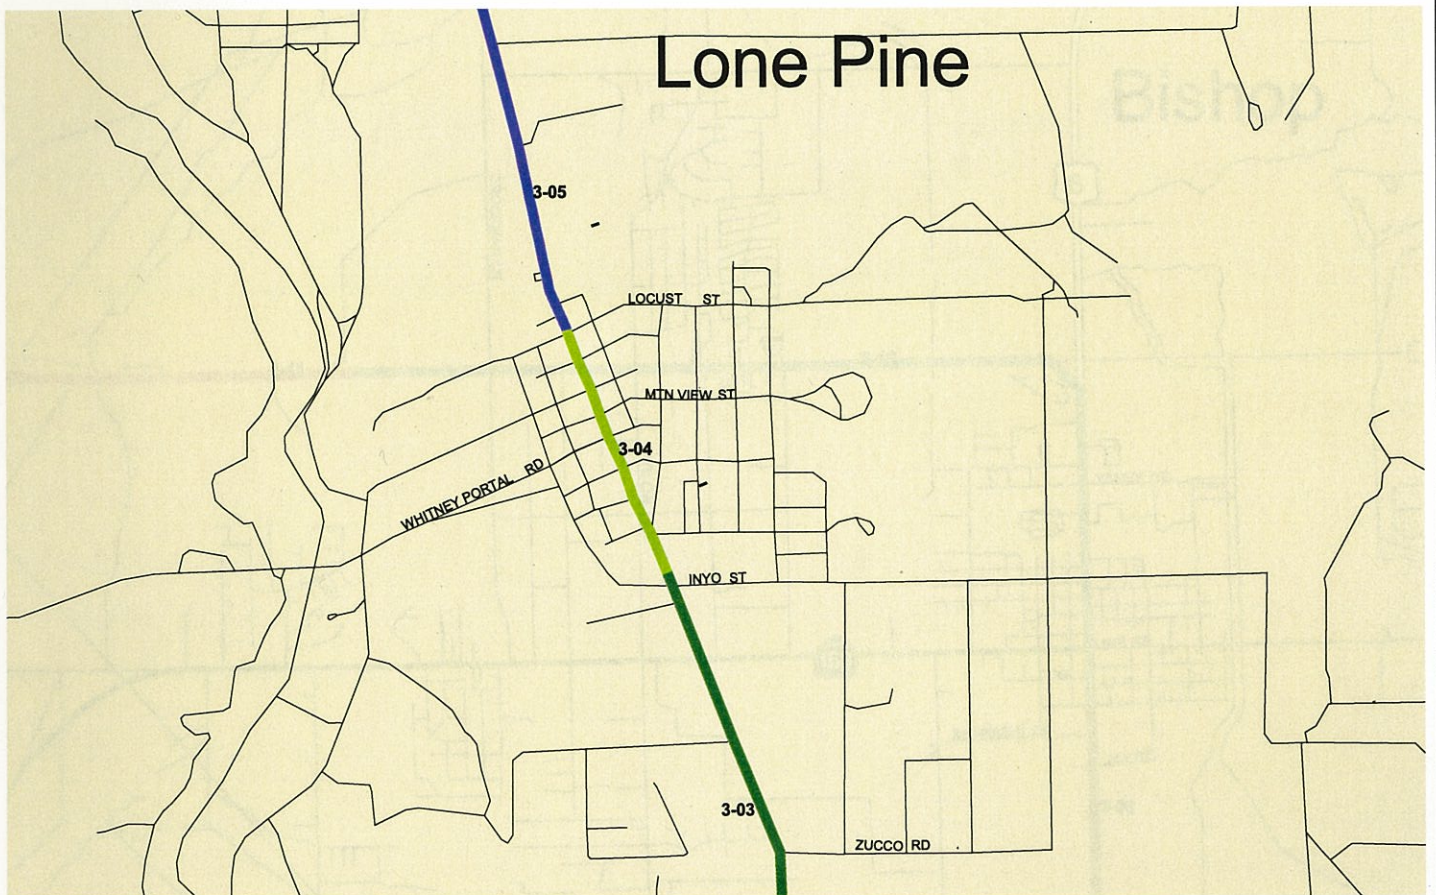 Lone Pine
Bishop
3-05
LOCUST ST
MTN VIEW ST
3-04
WHITNEY PORTAL RD
INYO ST
3-03
ZUCCO RD